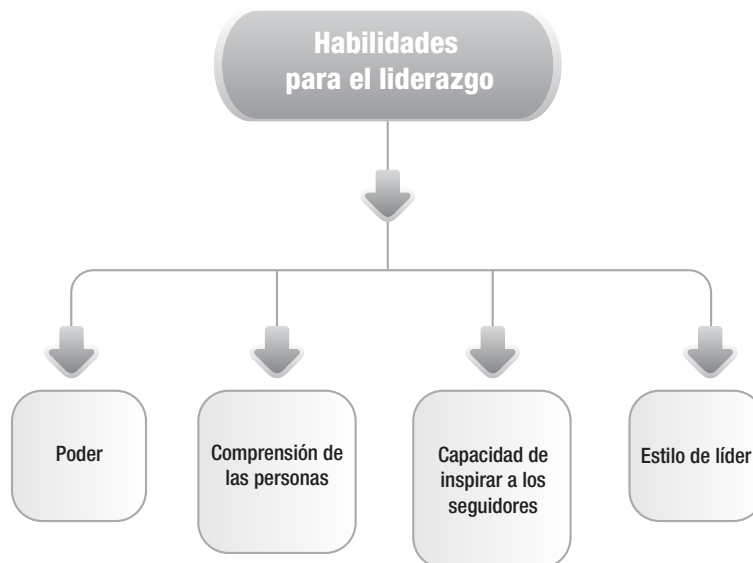 Habilidades
para el liderazgo
Poder
Comprensión de
las personas
Capacidad de
inspirar a los
seguidores
Estilo de líder